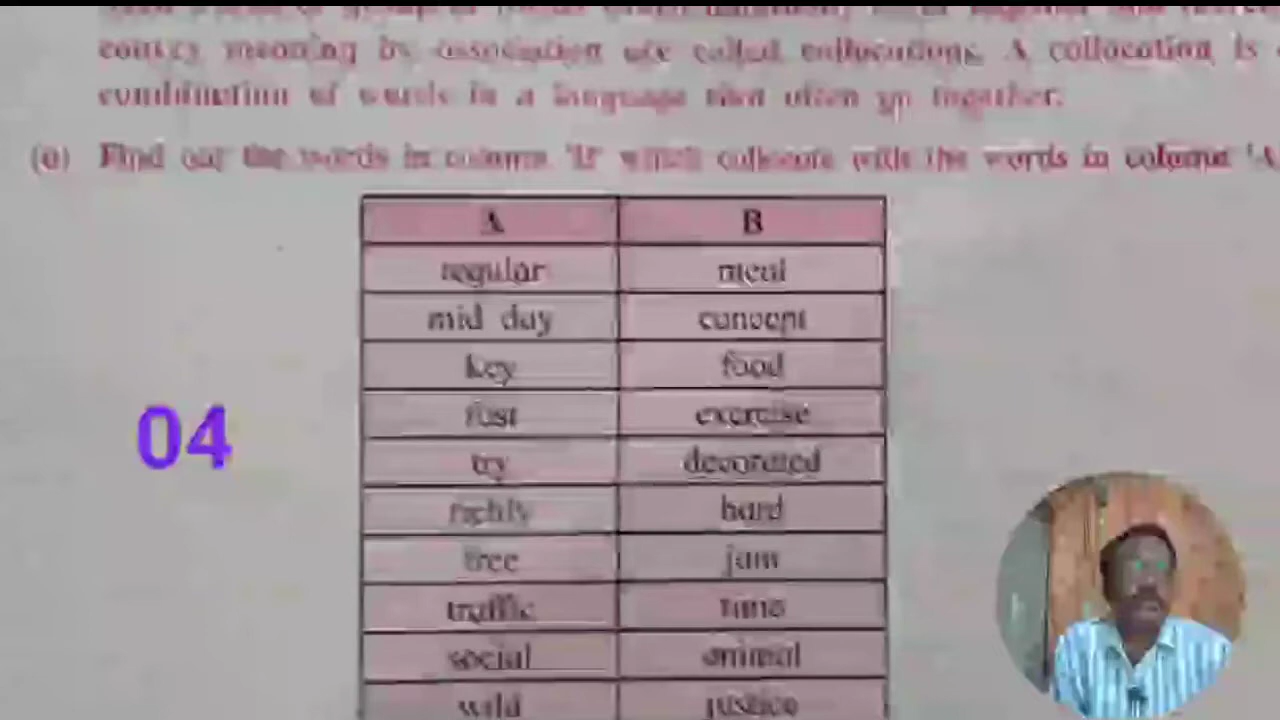 convey meaning by association are called collocations. A collocation is
combination of words in a language that often go together.
Find out the words in column 'B' which collocate with the words in column 'A
A B
regular meal
mid day concept
key food
fast exercise
try decorated
richly hard
free jam
traffic time
social animal
wild justice
04